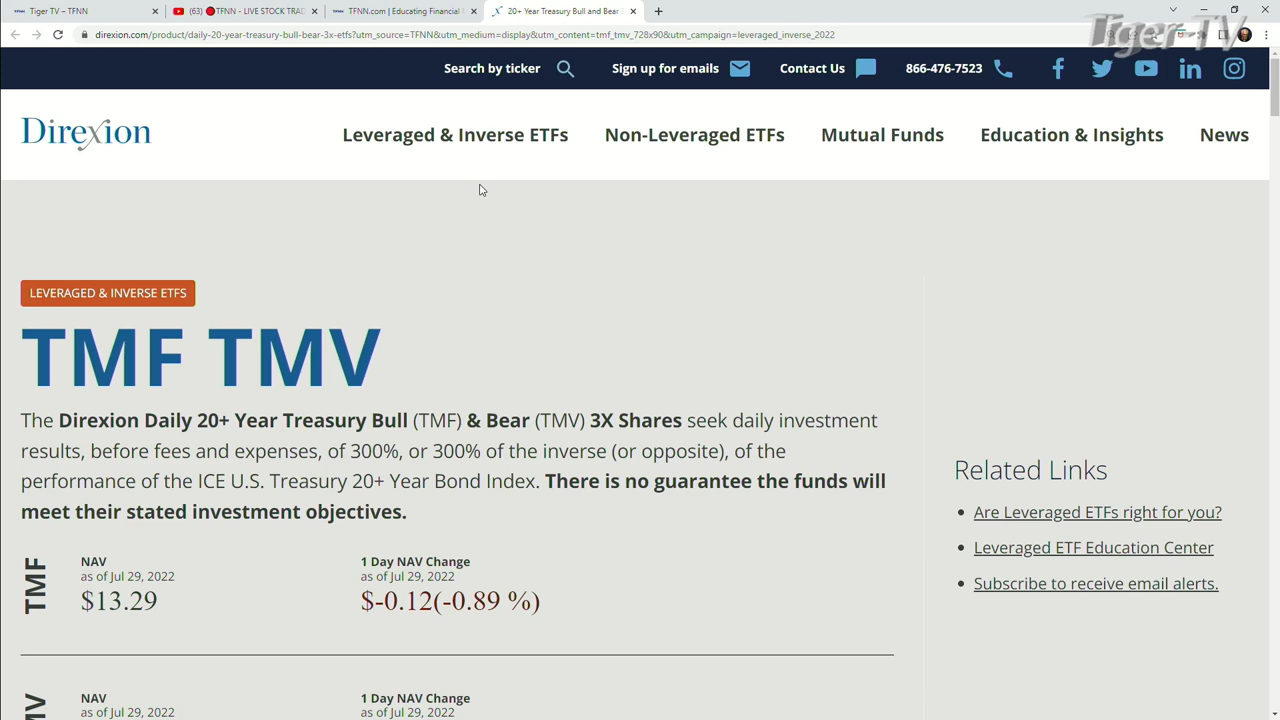 Tiger TV – TFNN
(63) 🔴TFNN - LIVE STOCK TRAD
TFNN.com | Educating Financial
20+ Year Treasury Bull and Bear
Tiger TV
direxion.com/product/daily-20-year-treasury-bull-bear-3x-etfs?utm_source=TFNN&utm_medium=display&utm_content=tmf_tmv_728x90&utm_campaign=leveraged_inverse_2022
Search by ticker
Sign up for emails
Contact Us
866-476-7523
Direxion
Leveraged & Inverse ETFs
Non-Leveraged ETFs
Mutual Funds
Education & Insights
News
LEVERAGED & INVERSE ETFS
TMF TMV
The Direxion Daily 20+ Year Treasury Bull (TMF) & Bear (TMV) 3X Shares seek daily investment
results, before fees and expenses, of 300%, or 300% of the inverse (or opposite), of the
performance of the ICE U.S. Treasury 20+ Year Bond Index. There is no guarantee the funds will
meet their stated investment objectives.
Related Links
Are Leveraged ETFs right for you?
Leveraged ETF Education Center
Subscribe to receive email alerts.
TMF
NAV
as of Jul 29, 2022
$13.29
1 Day NAV Change
as of Jul 29, 2022
$-0.12(-0.89 %)
NAV
as of Jul 29, 2022
1 Day NAV Change
as of Jul 29, 2022